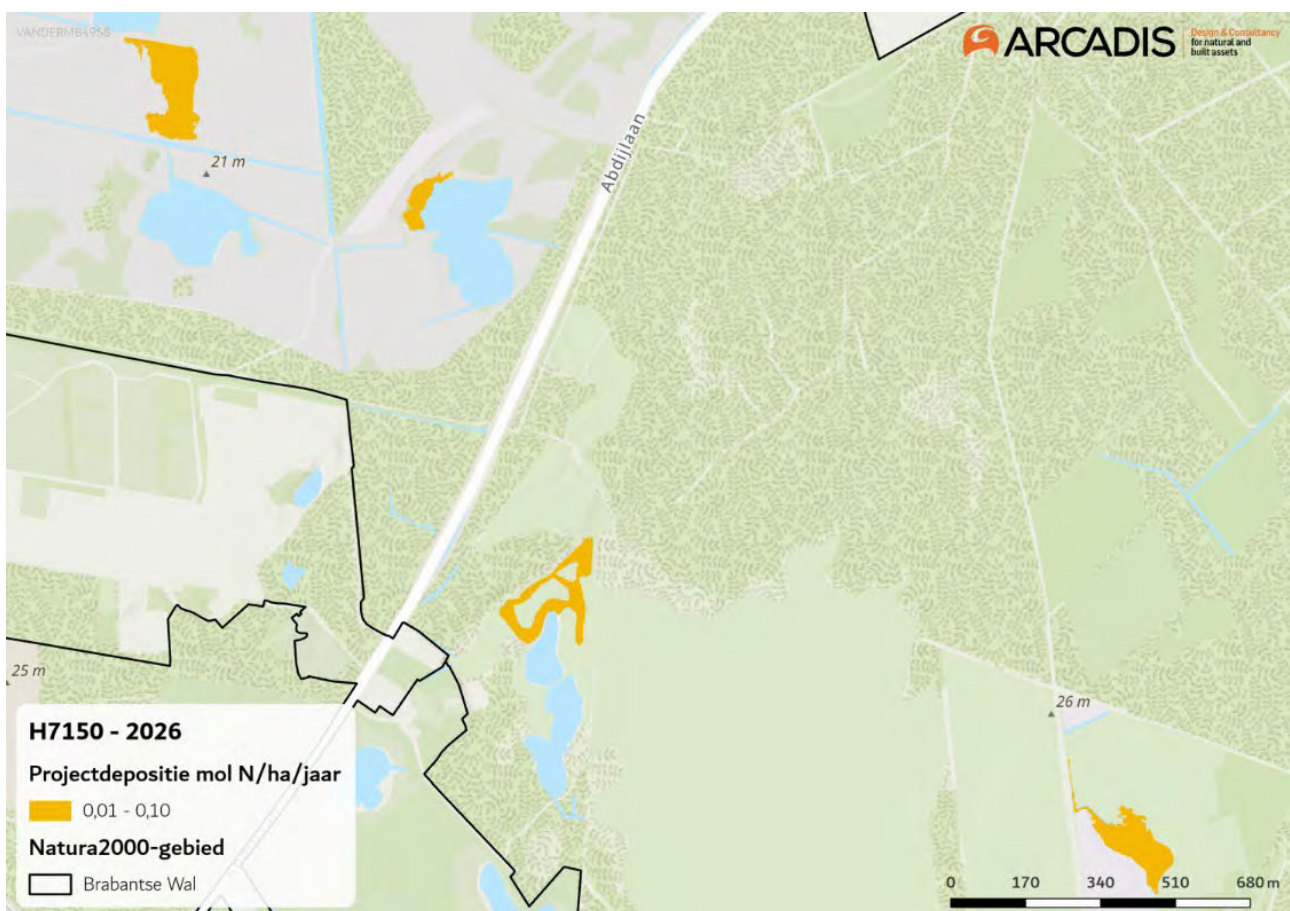 VANDERMB4958
ARCADIS
Design & Consultancy
for natural and
built assets
Abdijlaan
21 m
25 m
26 m
H7150 - 2026
Projectdepositie mol N/ha/jaar
0,01 - 0,10
Natura2000-gebied
Brabantse Wal
0 170 340 510 680 m